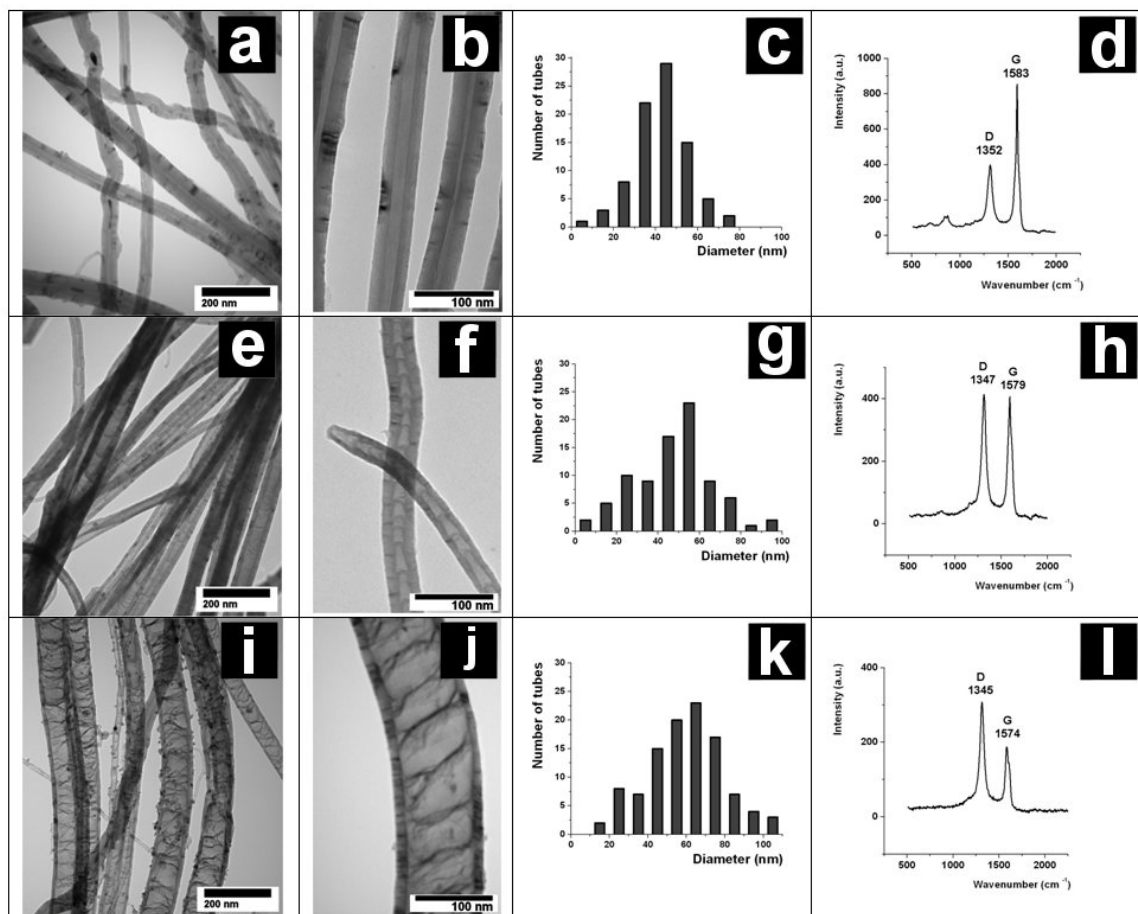 a
200 nm
b
100 nm
c
Number of tubes
30
25
20
15
10
5
0
0 20 40 60 80 100
Diameter (nm)
d
Intensity (a.u.)
1000
800
600
400
200
0
G
1583
D
1352
500 1000 1500 2000
Wavenumber (cm -1)
e
200 nm
f
100 nm
g
Number of tubes
30
25
20
15
10
5
0
0 20 40 60 80 100
Diameter (nm)
h
Intensity (a.u.)
400
200
0
D
1347
G
1579
500 1000 1500 2000
Wavenumber (cm -1)
i
200 nm
j
100 nm
k
Number of tubes
30
25
20
15
10
5
0
0 20 40 60 80 100
Diameter (nm)
l
Intensity (a.u.)
400
200
0
D
1345
G
1574
500 1000 1500 2000
Wavenumber (cm -1)